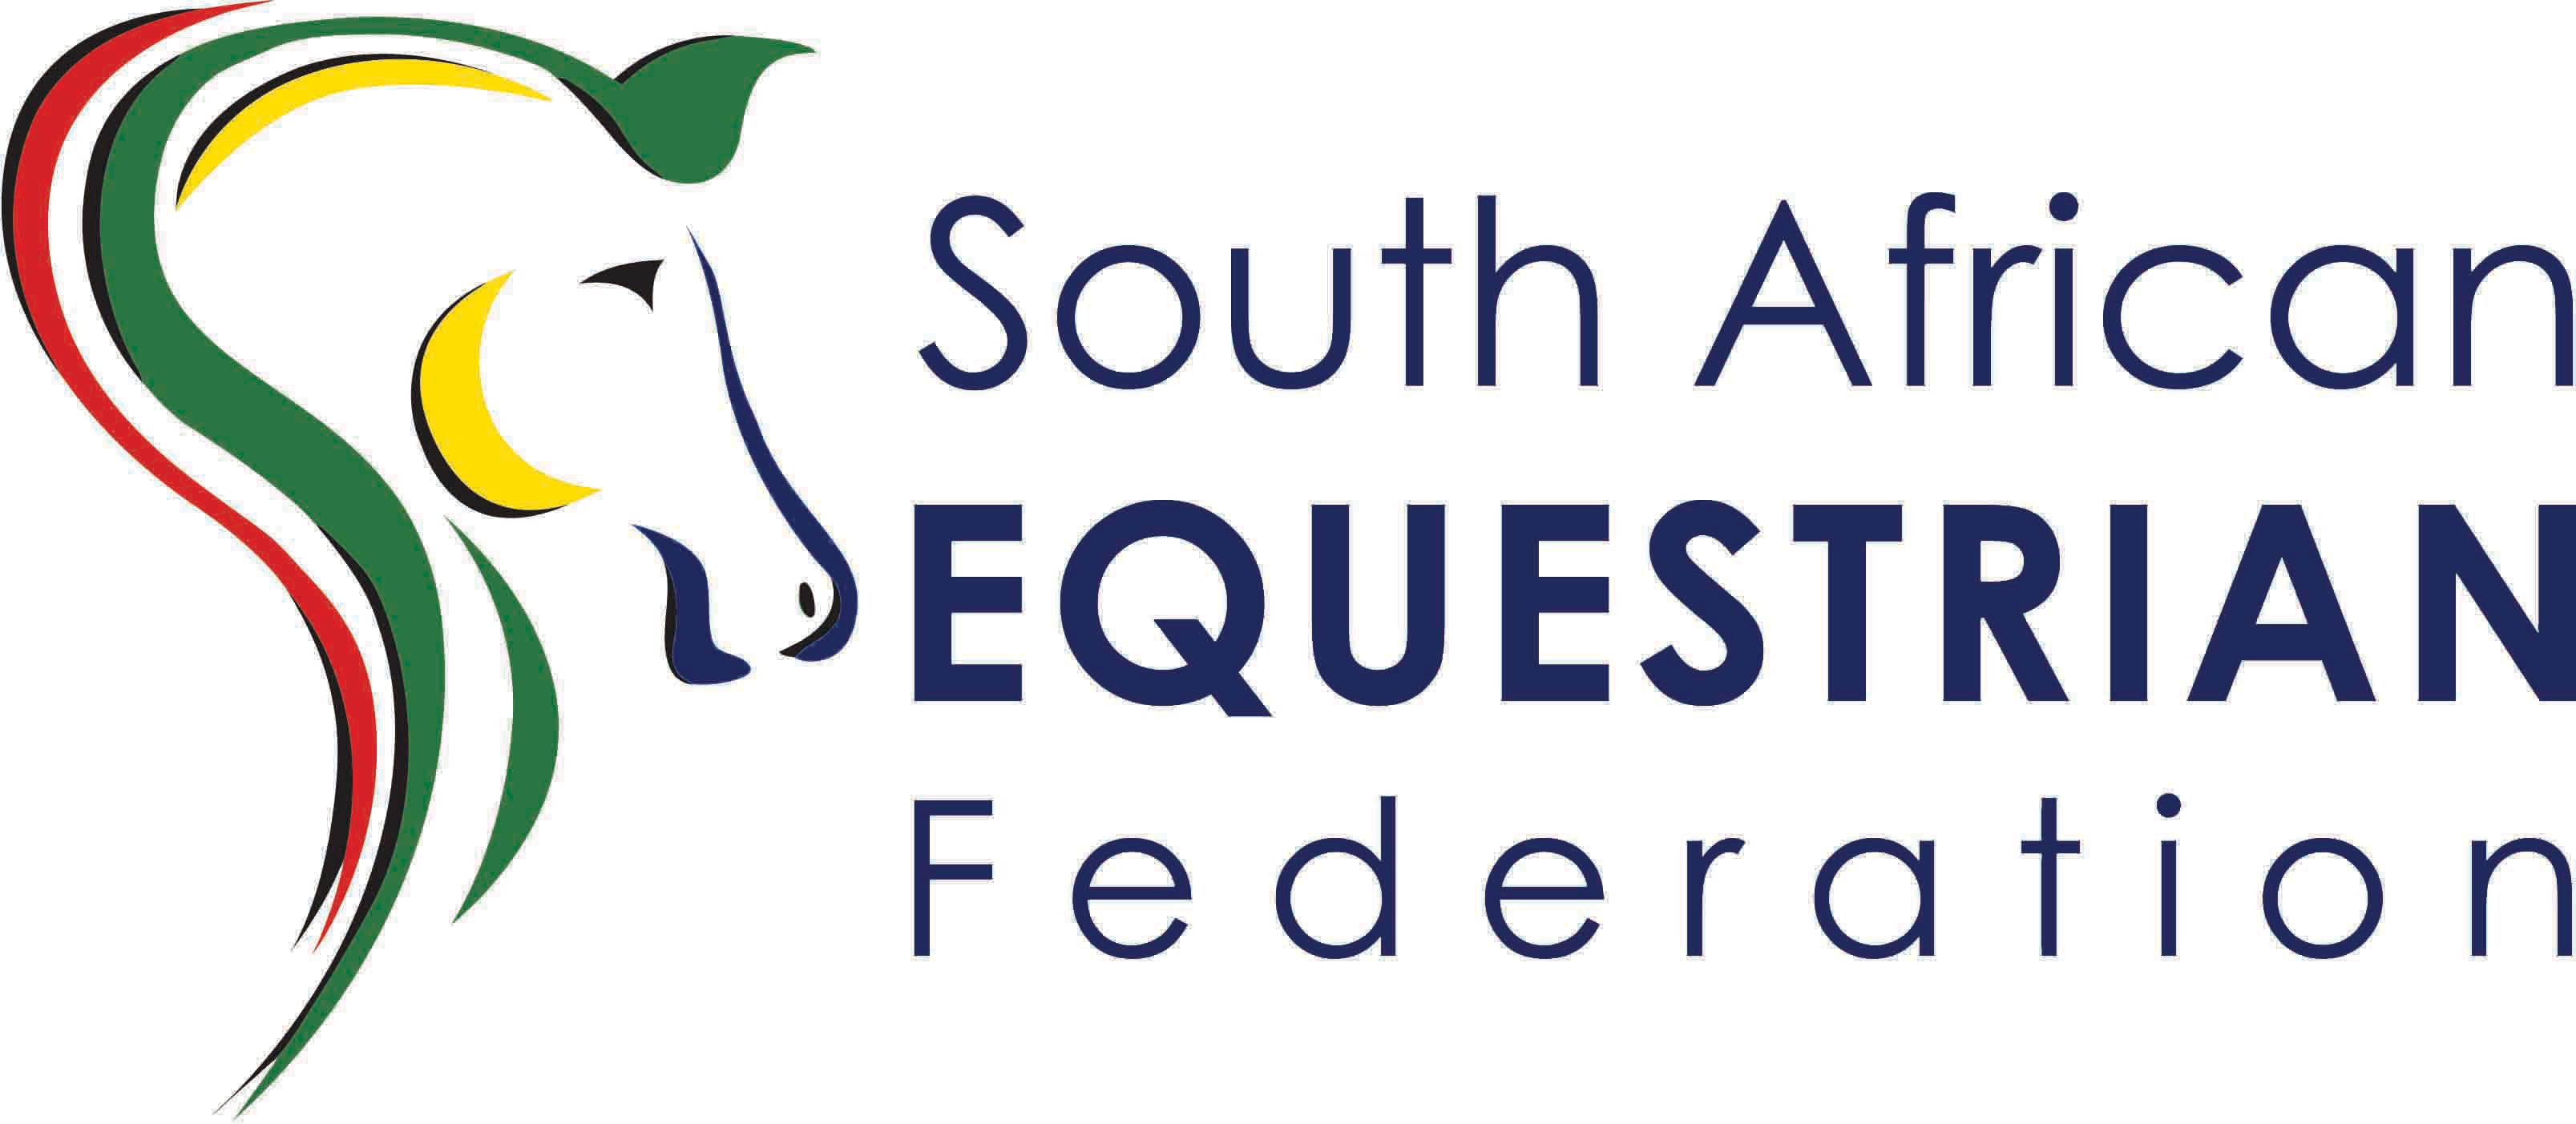 South African
EQUESTRIAN
Federation